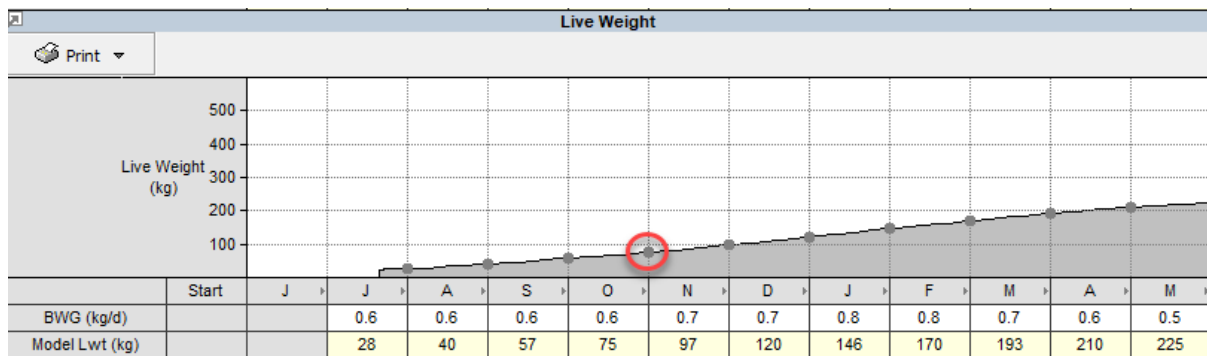 Live Weight
Print
500
400
Live Weight 300
(kg)
200
100
Start J J A S O N D J F M A M
BWG (kg/d) 0.6 0.6 0.6 0.6 0.7 0.7 0.8 0.8 0.7 0.6 0.5
Model Lwt (kg) 28 40 57 75 97 120 146 170 193 210 225